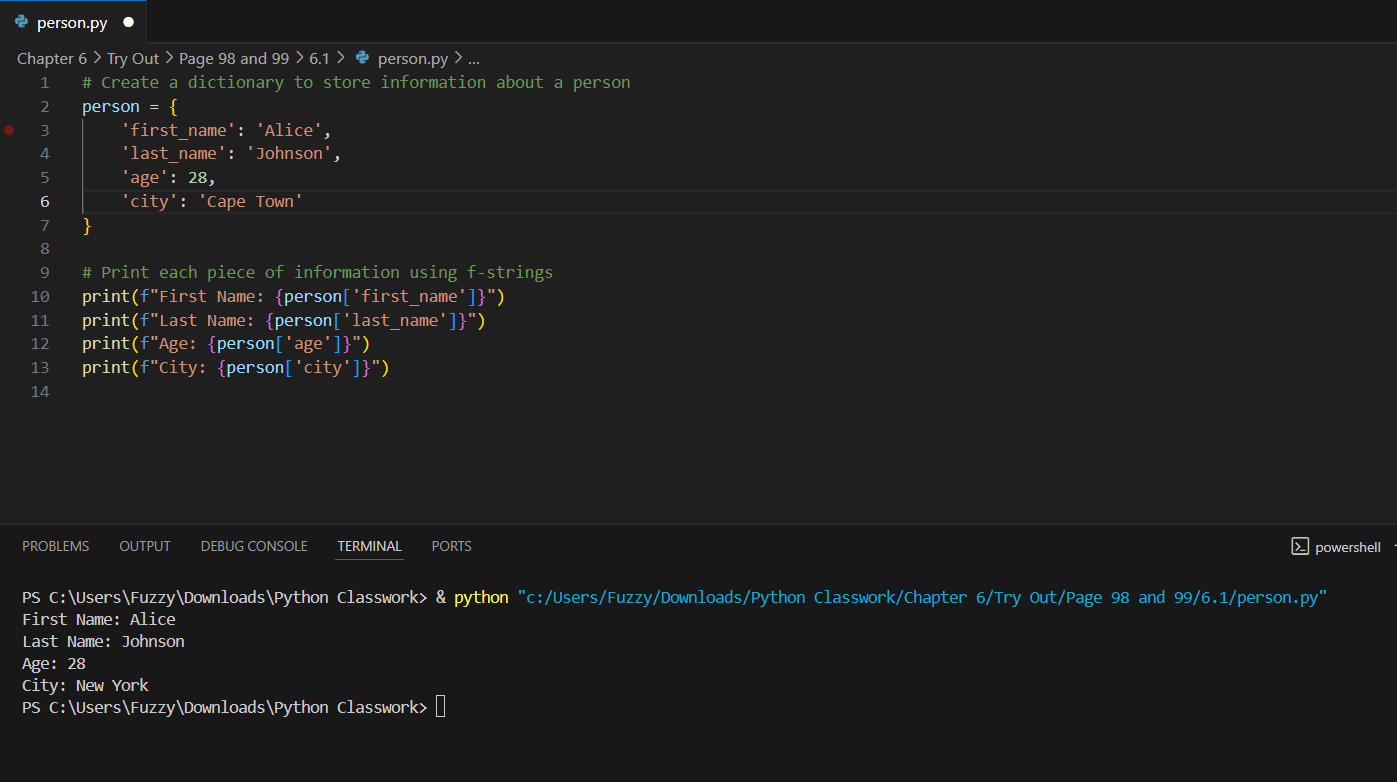 person.py
Chapter 6 > Try Out > Page 98 and 99 > 6.1 > person.py > ...
1 # Create a dictionary to store information about a person
2 person = {
3     'first_name': 'Alice',
4     'last_name': 'Johnson',
5     'age': 28,
6     'city': 'Cape Town'
7 }
8
9 # Print each piece of information using f-strings
10 print(f"First Name: {person['first_name']}")
11 print(f"Last Name: {person['last_name']}")
12 print(f"Age: {person['age']}")
13 print(f"City: {person['city']}")
14
PROBLEMS OUTPUT DEBUG CONSOLE TERMINAL PORTS powershell
PS C:\Users\Fuzzy\Downloads\Python Classwork> & python "c:/Users/Fuzzy/Downloads/Python Classwork/Chapter 6/Try Out/Page 98 and 99/6.1/person.py"
First Name: Alice
Last Name: Johnson
Age: 28
City: New York
PS C:\Users\Fuzzy\Downloads\Python Classwork>